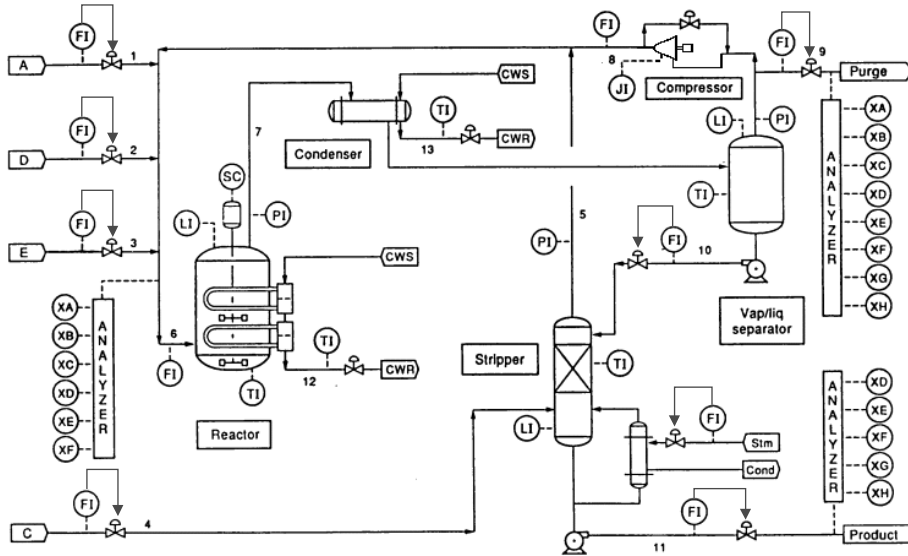 FI
A
1
FI
8
JI
Compressor
FI
9
Purge
CWS
TI
CWR
13
Condenser
7
LI
PI
TI
XA
XB
XC
XD
XE
XF
XG
XH
ANALYZER
FI
D
2
SC
LI
PI
FI
E
3
CWS
5
PI
FI
10
Vap/liq
separator
XA
XB
XC
XD
XE
XF
ANALYZER
6
FI
TI
TI
12
CWR
Reactor
Stripper
TI
LI
FI
Stm
Cond
XD
XE
XF
XG
XH
ANALYZER
FI
C
4
FI
11
Product